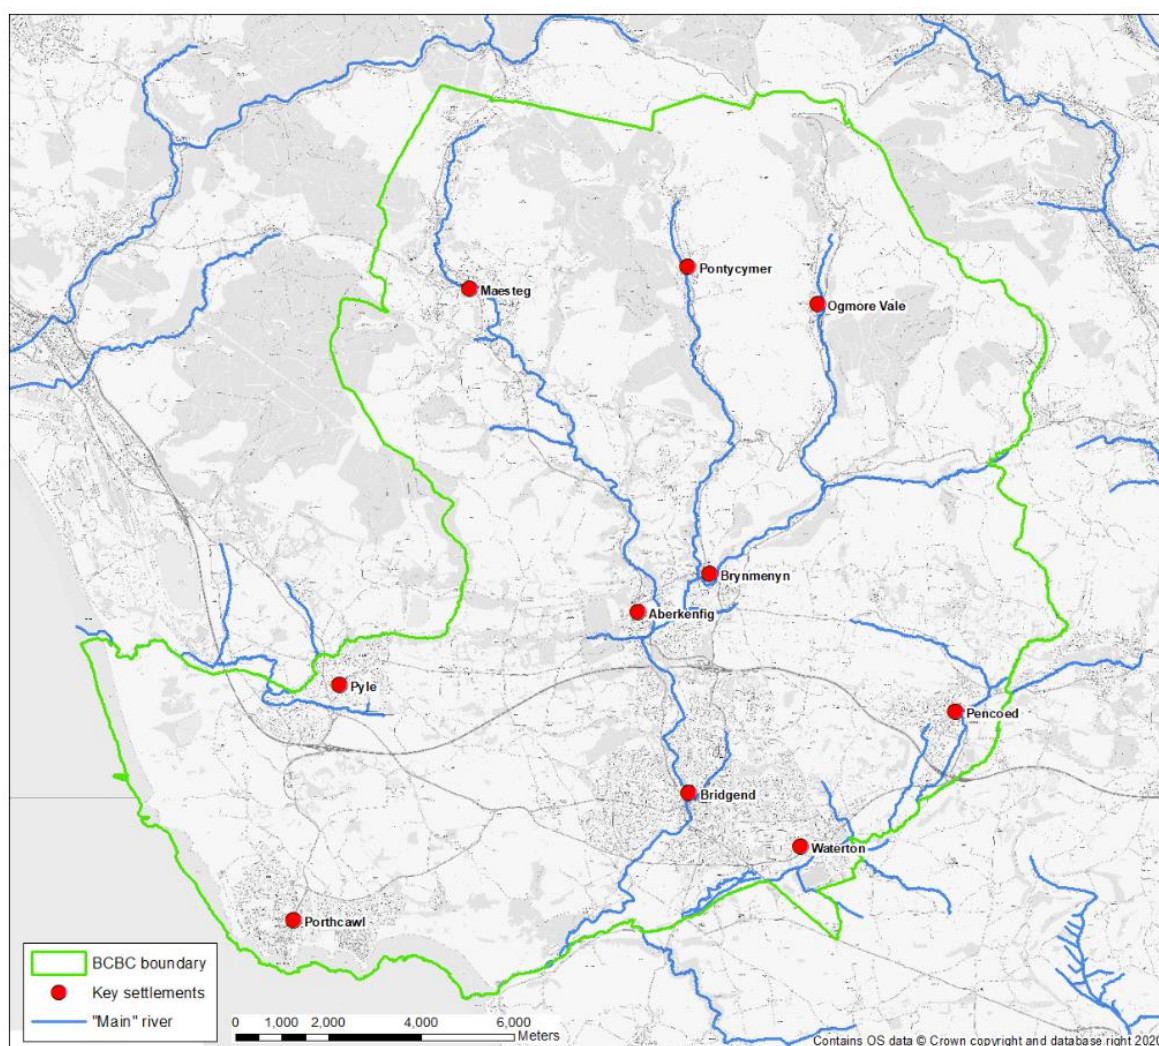 Pontycymer
Maesteg
Ogmore Vale
Brynmenyn
Aberkenfig
Pyle
Pencoed
Bridgend
Waterton
Porthcawl
BCBC boundary
Key settlements
"Main" river
0 1,000 2,000 4,000 6,000
Meters
Contains OS data © Crown copyright and database right 2020